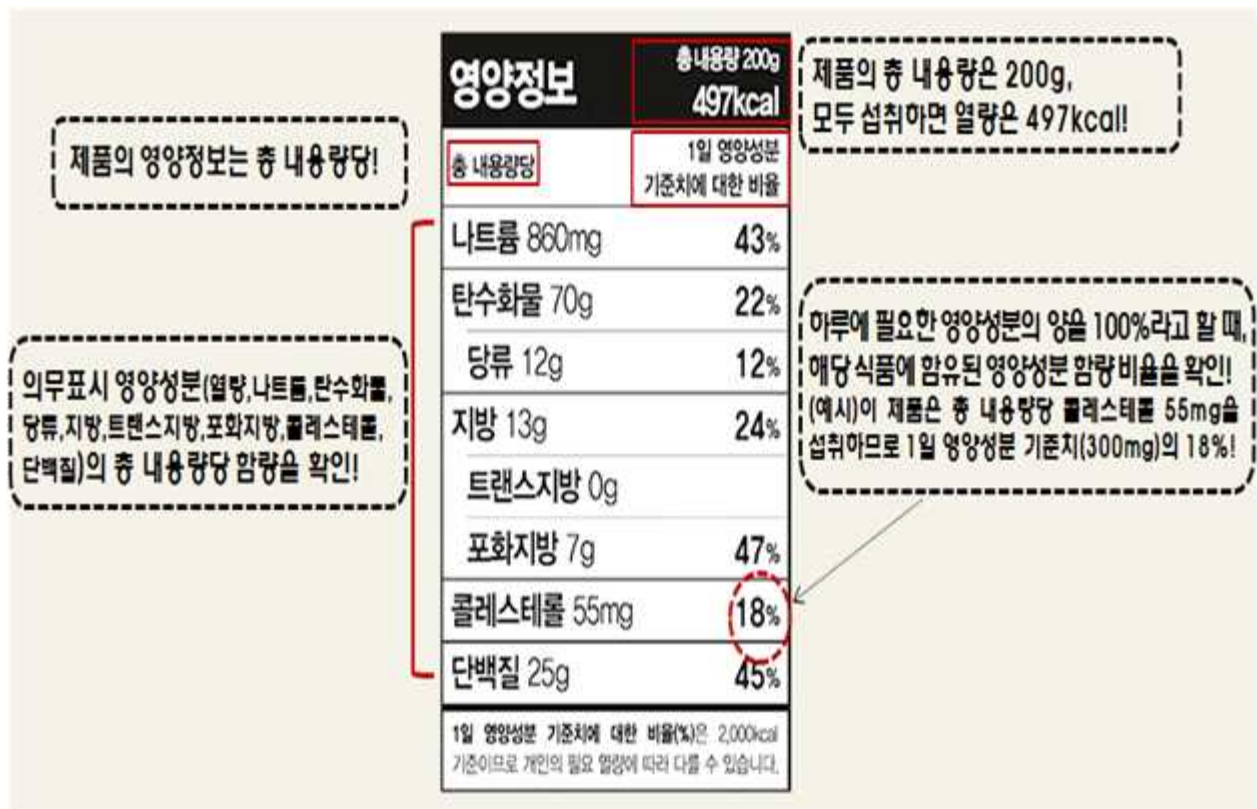 영양정보
총 내용량 200g
497kcal
총 내용량당
1일 영양성분
기준치에 대한 비율
나트륨 860mg 43%
탄수화물 70g 22%
당류 12g 12%
지방 13g 24%
트랜스지방 0g
포화지방 7g 47%
콜레스테롤 55mg 18%
단백질 25g 45%
1일 영양성분 기준치에 대한 비율(%)은 2,000kcal
기준이므로 개인의 필요 열량에 따라 다를 수 있습니다.
제품의 영양정보는 총 내용량당!
의무표시 영양성분(열량,나트륨,탄수화물,
당류,지방,트랜스지방,포화지방,콜레스테롤,
단백질)의 총 내용량당 함량을 확인!
제품의 총 내용량은 200g,
모두 섭취하면 열량은 497kcal!
하루에 필요한 영양성분의 양을 100%라고 할 때,
해당 식품에 함유된 영양성분 함량 비율을 확인!
(예시)이 제품은 총 내용량당 콜레스테롤 55mg을
섭취하므로 1일 영양성분 기준치(300mg)의 18%!